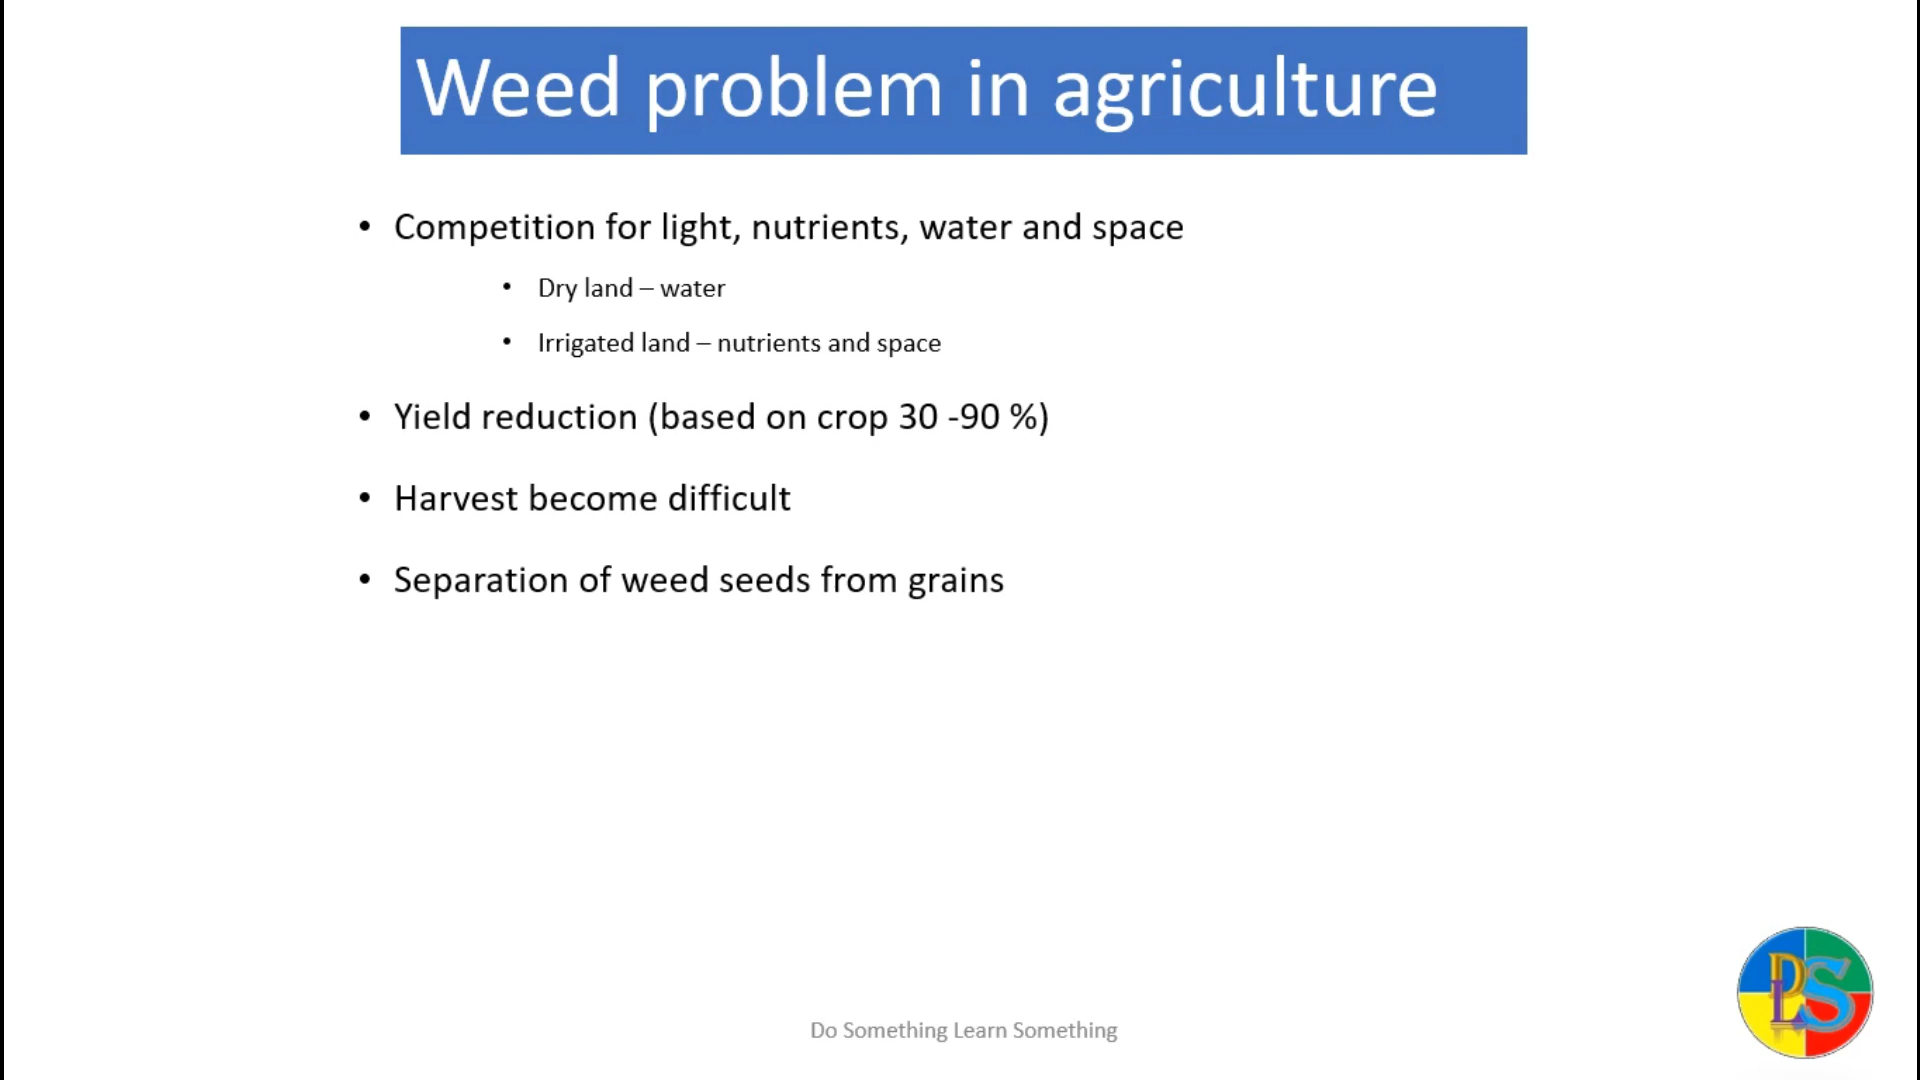 Weed problem in agriculture
• Competition for light, nutrients, water and space
• Dry land – water
• Irrigated land – nutrients and space
• Yield reduction (based on crop 30 -90 %)
• Harvest become difficult
• Separation of weed seeds from grains
Do Something Learn Something
DLS